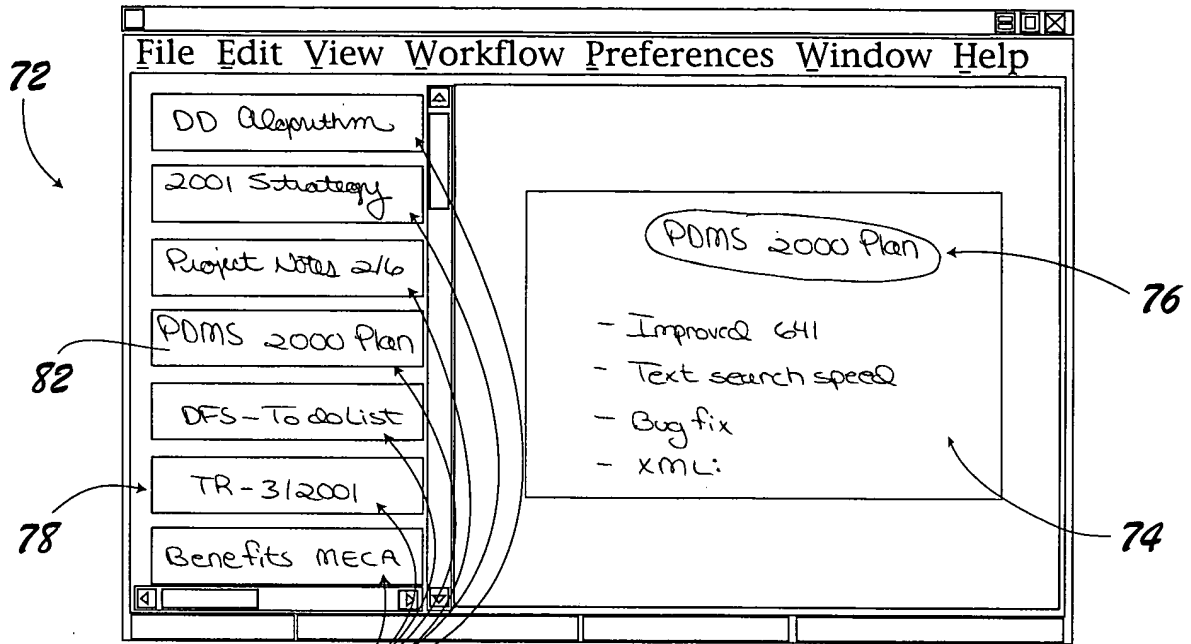 File Edit View Workflow Preferences Window Help
72
DD Algorithm
2001 Strategy
Project Notes 2/6
PDMS 2000 Plan
82
DFS-To do List
TR-3/2001
78
Benefits MECA
PDMS 2000 Plan
76
- Improved 641
- Text search speed
- Bug fix
- XML:
74